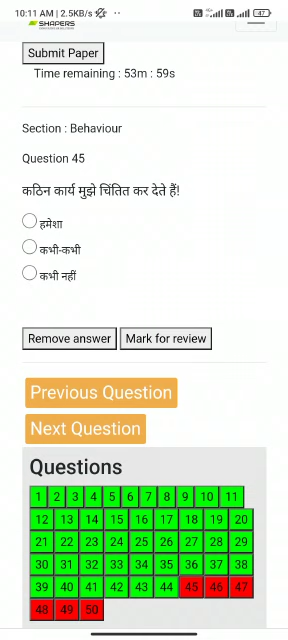 10:11 AM | 2.5KB/s
47
SHAPERS
Submit Paper
Time remaining : 53m : 59s
Section : Behaviour
Question 45
कठिन कार्य मुझे चिंतित कर देते हैं!
हमेशा
कभी-कभी
कभी नहीं
Remove answer Mark for review
Previous Question
Next Question
Questions
1 2 3 4 5 6 7 8 9 10 11
12 13 14 15 16 17 18 19 20
21 22 23 24 25 26 27 28 29
30 31 32 33 34 35 36 37 38
39 40 41 42 43 44 45 46 47
48 49 50